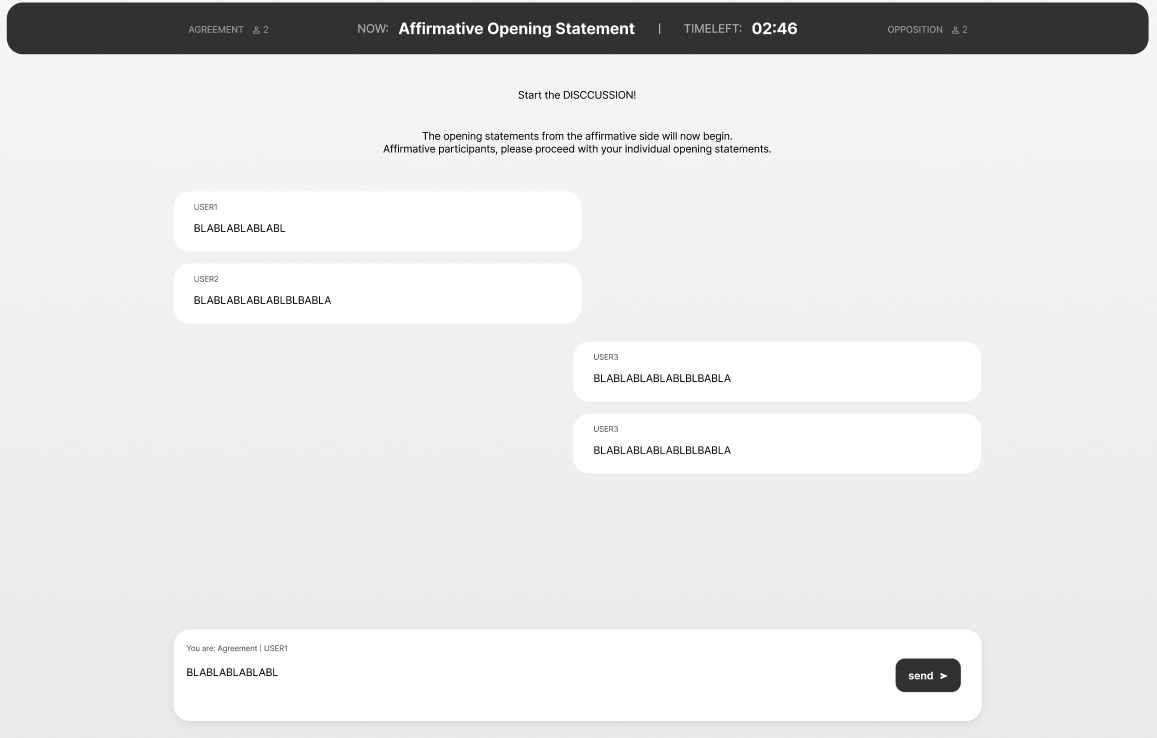 AGREEMENT 2 NOW: Affirmative Opening Statement | TIMELEFT: 02:46 OPPOSITION 2
Start the DISCCUSSION!
The opening statements from the affirmative side will now begin.
Affirmative participants, please proceed with your individual opening statements.
USER1
BLABLABLABLABL
USER2
BLABLABLABLABLBLBABLA
USER3
BLABLABLABLABLBLBABLA
USER3
BLABLABLABLABLBLBABLA
You are: Agreement | USER1
BLABLABLABLABL
send